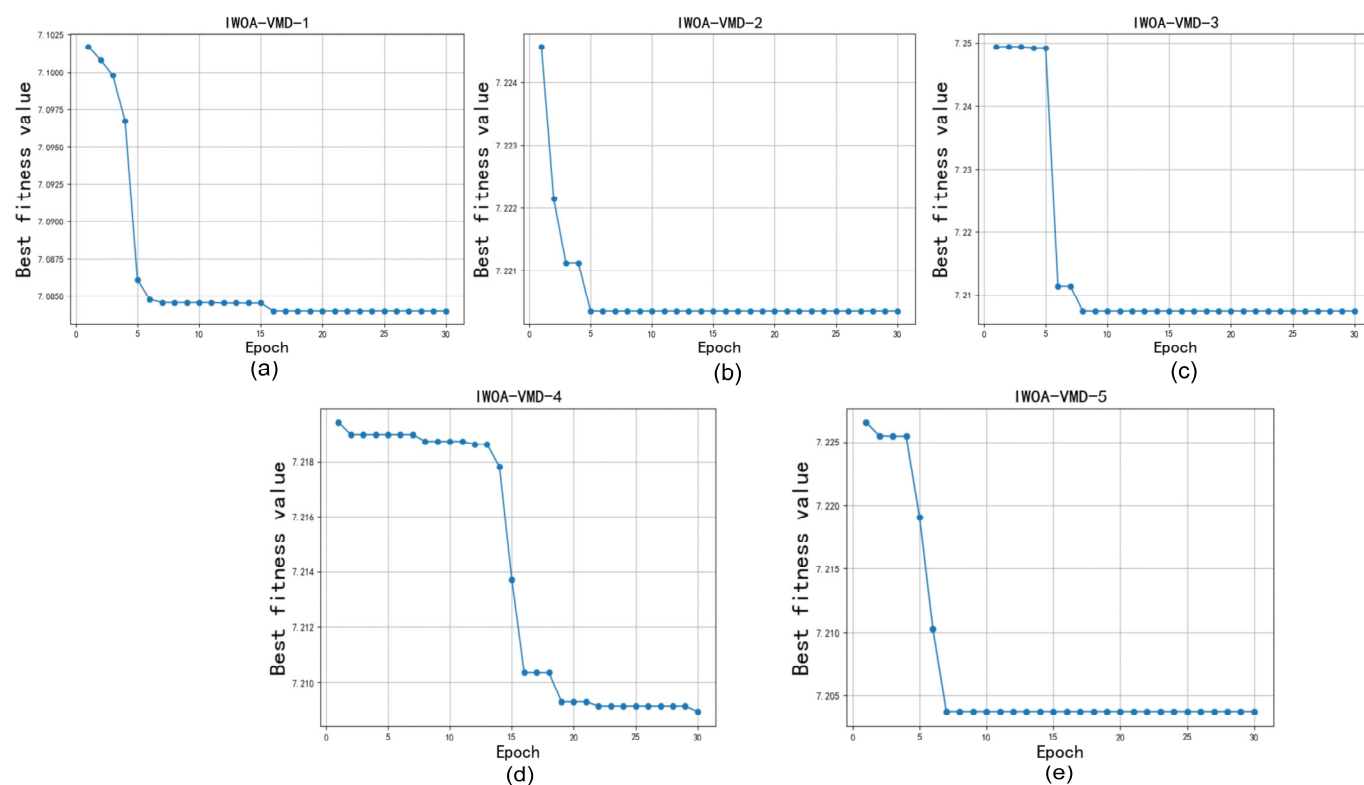 IWOA-VMD-1
Best fitness value
7.1025
7.1000
7.0975
7.0950
7.0925
7.0900
7.0875
7.0850
0 5 10 15 20 25 30
Epoch
(a)
IWOA-VMD-2
Best fitness value
7.224
7.223
7.222
7.221
0 5 10 15 20 25 30
Epoch
(b)
IWOA-VMD-3
Best fitness value
7.25
7.24
7.23
7.22
7.21
0 5 10 15 20 25 30
Epoch
(c)
IWOA-VMD-4
Best fitness value
7.218
7.216
7.214
7.212
7.210
0 5 10 15 20 25 30
Epoch
(d)
IWOA-VMD-5
Best fitness value
7.225
7.220
7.215
7.210
7.205
0 5 10 15 20 25 30
Epoch
(e)